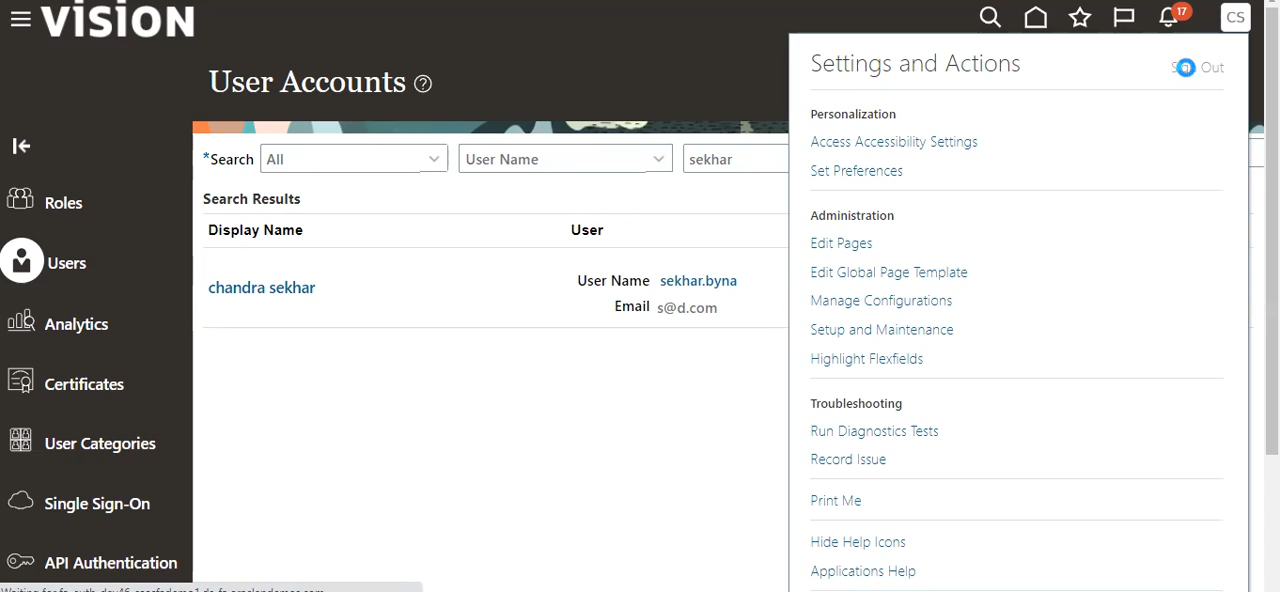 VISION
17
CS
User Accounts
Settings and Actions
Out
Personalization
Access Accessibility Settings
Set Preferences
Administration
Edit Pages
Edit Global Page Template
Manage Configurations
Setup and Maintenance
Highlight Flexfields
Troubleshooting
Run Diagnostics Tests
Record Issue
Print Me
Hide Help Icons
Applications Help
*Search All User Name sekhar
Search Results
Display Name User
chandra sekhar
User Name sekhar.byna
Email s@d.com
Roles
Users
Analytics
Certificates
User Categories
Single Sign-On
API Authentication